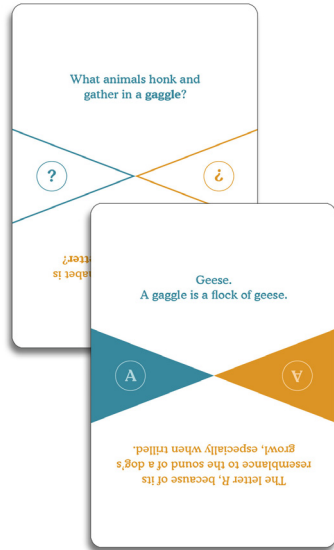 What animals honk and
gather in a gaggle?
?
?
Geese.
A gaggle is a flock of geese.
A
A
The letter R, because of its
resemblance to the sound of a dog's
growl, especially when trilled.